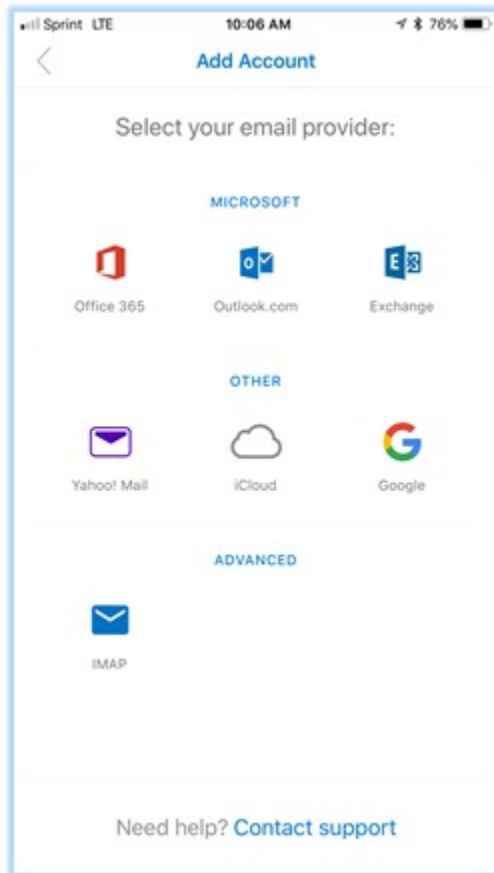 Sprint LTE 10:06 AM 76%
Add Account
Select your email provider:
MICROSOFT
Office 365 Outlook.com Exchange
OTHER
Yahoo! Mail iCloud Google
ADVANCED
IMAP
Need help? Contact support